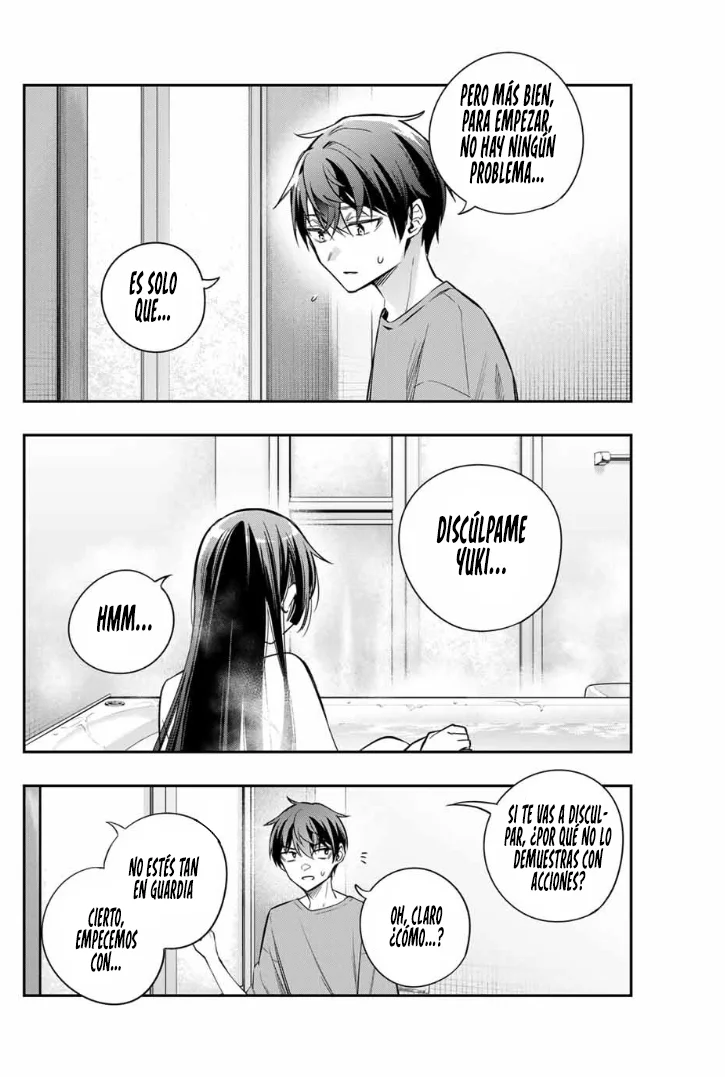 PERO MÁS BIEN,
PARA EMPEZAR,
NO HAY NINGÚN
PROBLEMA...
ES SOLO
QUE...
DISCÚLPAME
YUKI...
HMM...
SI TE VAS A DISCUL-
PAR, ¿POR QUÉ NO LO
DEMUESTRAS CON
ACCIONES?
OH, CLARO
¿CÓMO...?
NO ESTÉS TAN
EN GUARDIA
CIERTO,
EMPECEMOS
CON...